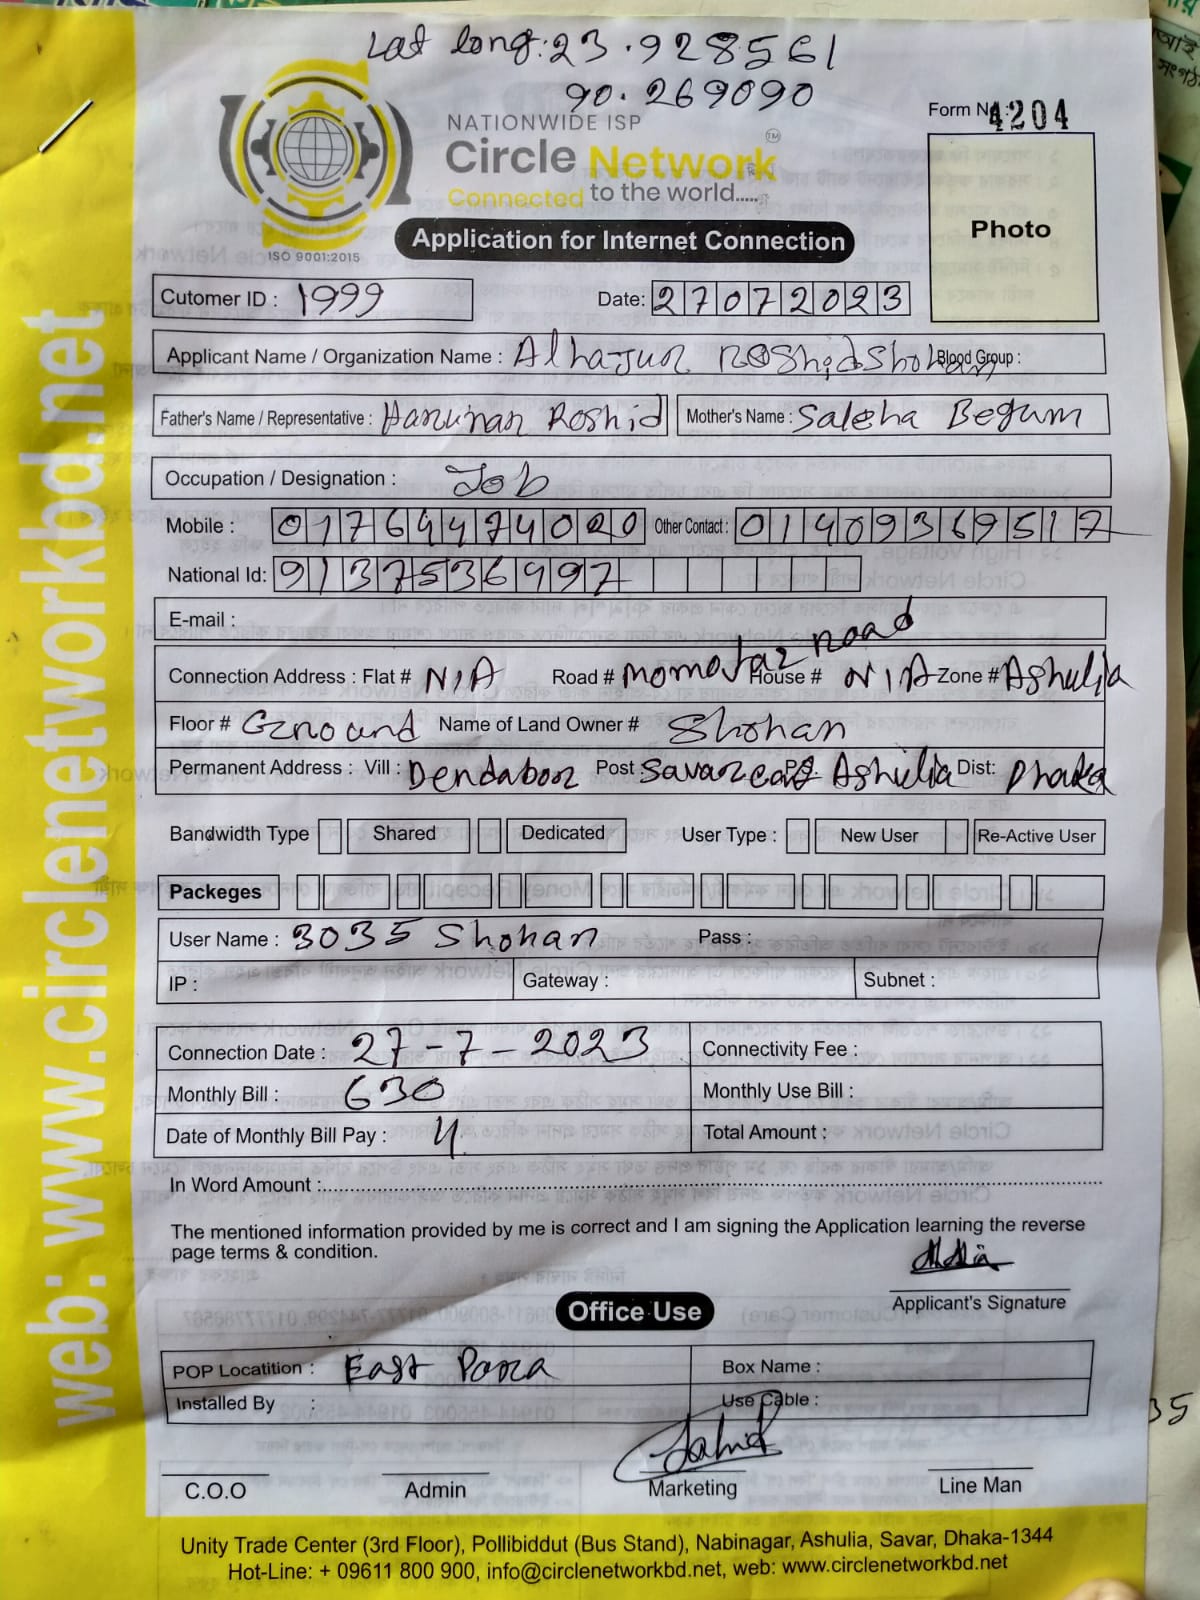 Lat long: 23.928561
90.269090
NATIONWIDE ISP
Circle Network TM
Connected to the world.....
ISO 9001:2015
Form No 4204
Photo
Application for Internet Connection
Cutomer ID : 1999 Date: 27072023
Applicant Name / Organization Name : Shohan Blood Group :
Father's Name / Representative : Roshid Mother's Name : Saleha Begum
Occupation / Designation : Job
Mobile : 01764474020 Other Contact : 01409369517
National Id: 9137536997
E-mail :
Connection Address : Flat # N/A Road # Momotaz road House # N/A Zone # Ashulia
Floor # Ground Name of Land Owner # Shohan
Permanent Address : Vill : Dendabor Post : Savar cant P.S. Ashulia Dist: Dhaka
Bandwidth Type Shared Dedicated User Type : New User Re-Active User
Packeges
User Name : 3035 Shohan Pass :
IP : Gateway : Subnet :
Connection Date : 27-7-2023 Connectivity Fee :
Monthly Bill : 630 Monthly Use Bill :
Date of Monthly Bill Pay : 4 Total Amount :
In Word Amount :
The mentioned information provided by me is correct and I am signing the Application learning the reverse
page terms & condition.
Applicant's Signature
Office Use
POP Locatition : East Para Box Name :
Installed By : Use Cable :
C.O.O Admin Marketing Line Man
Unity Trade Center (3rd Floor), Pollibiddut (Bus Stand), Nabinagar, Ashulia, Savar, Dhaka-1344
Hot-Line: + 09611 800 900, info@circlenetworkbd.net, web: www.circlenetworkbd.net
web: www.circlenetworkbd.net
35